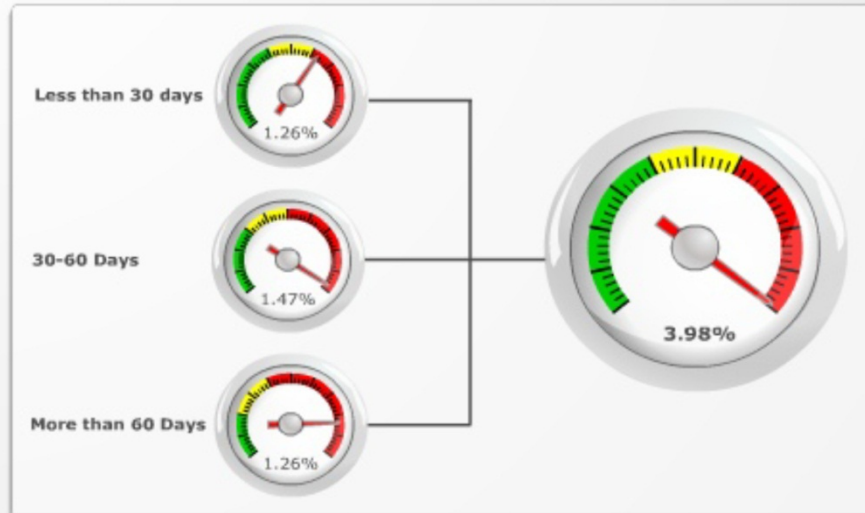 Less than 30 days
1.26%
30-60 Days
1.47%
3.98%
More than 60 Days
1.26%